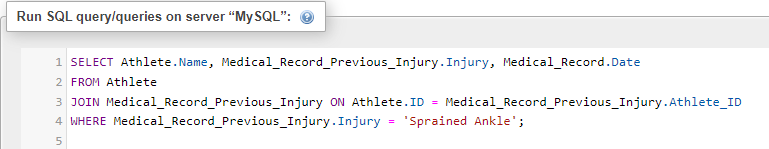 Run SQL query/queries on server “MySQL”:
1 SELECT Athlete.Name, Medical_Record_Previous_Injury.Injury, Medical_Record.Date
2 FROM Athlete
3 JOIN Medical_Record_Previous_Injury ON Athlete.ID = Medical_Record_Previous_Injury.Athlete_ID
4 WHERE Medical_Record_Previous_Injury.Injury = 'Sprained Ankle';
5